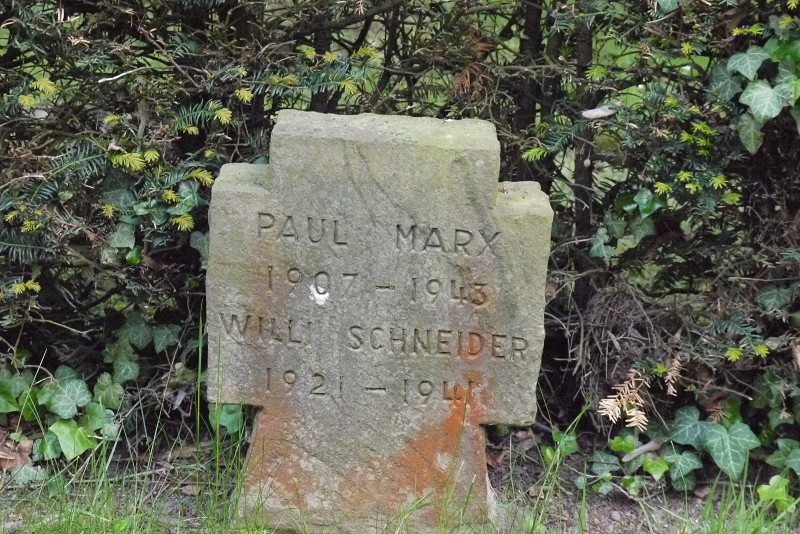 PAUL MARX
1907 - 1943
WILLI SCHNEIDER
1921 - 1941